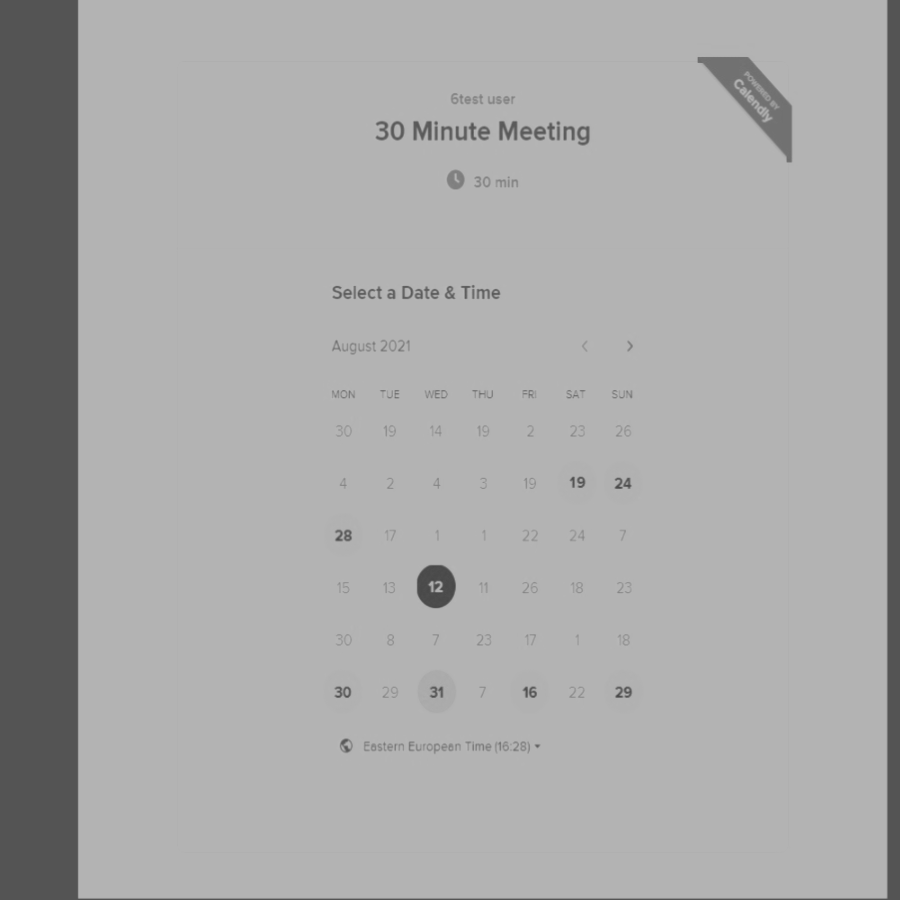 POWERED BY
Calendly
6test user
30 Minute Meeting
30 min
Select a Date & Time
August 2021
MON TUE WED THU FRI SAT SUN
30 19 14 19 2 23 26
4 2 4 3 19 19 24
28 17 1 1 22 24 7
15 13 12 11 26 18 23
30 8 7 23 17 1 18
30 29 31 7 16 22 29
Eastern European Time (16:28)